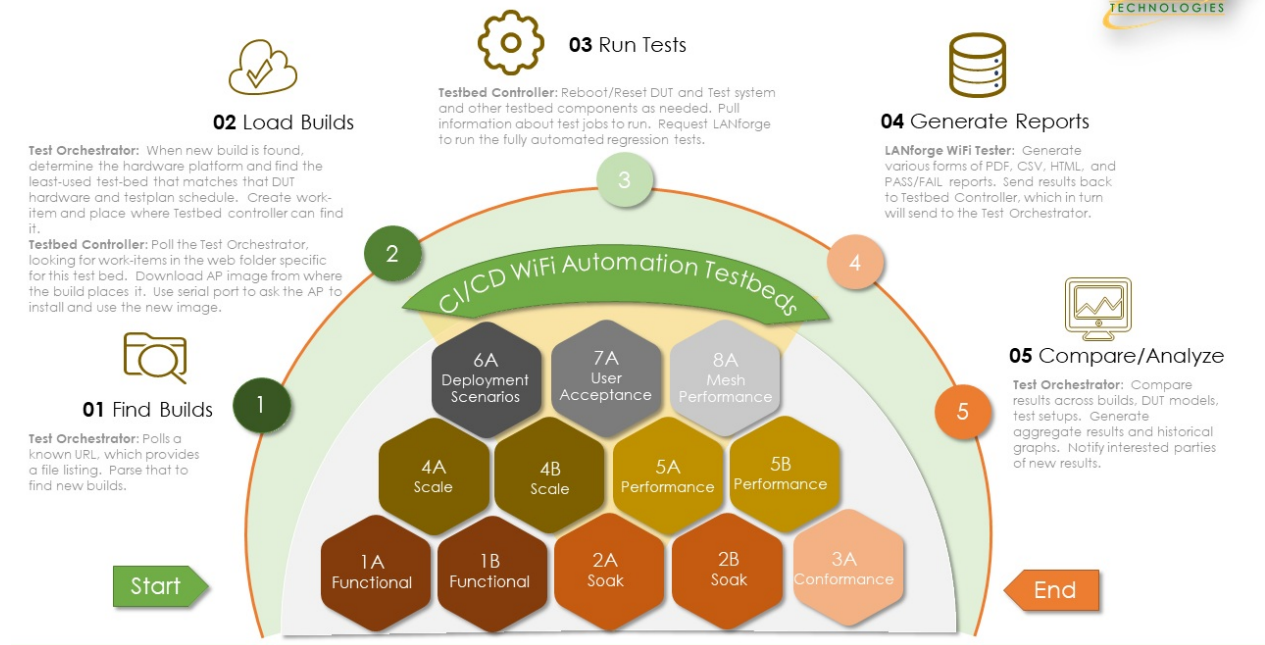 TECHNOLOGIES
03 Run Tests
Testbed Controller: Reboot/Reset DUT and Test system
and other testbed components as needed. Pull
information about test jobs to run. Request LANforge
to run the fully automated regression tests.
02 Load Builds
Test Orchestrator: When new build is found,
determine the hardware platform and find the
least-used test-bed that matches that DUT
hardware and testplan schedule. Create work-
item and place where Testbed controller can find
it.
Testbed Controller: Poll the Test Orchestrator,
looking for work-items in the web folder specific
for this test bed. Download AP image from where
the build places it. Use serial port to ask the AP to
install and use the new image.
04 Generate Reports
LANforge WiFi Tester: Generate
various forms of PDF, CSV, HTML, and
PASS/FAIL reports. Send results back
to Testbed Controller, which in turn
will send to the Test Orchestrator.
01 Find Builds
Test Orchestrator: Polls a
known URL, which provides
a file listing. Parse that to
find new builds.
05 Compare/Analyze
Test Orchestrator: Compare
results across builds, DUT models,
test setups. Generate
aggregate results and historical
graphs. Notify interested parties
of new results.
1
2
3
4
5
CI/CD WiFi Automation Testbeds
6A
Deployment
Scenarios
7A
User
Acceptance
8A
Mesh
Performance
4A
Scale
4B
Scale
5A
Performance
5B
Performance
1A
Functional
1B
Functional
2A
Soak
2B
Soak
3A
Conformance
Start
End